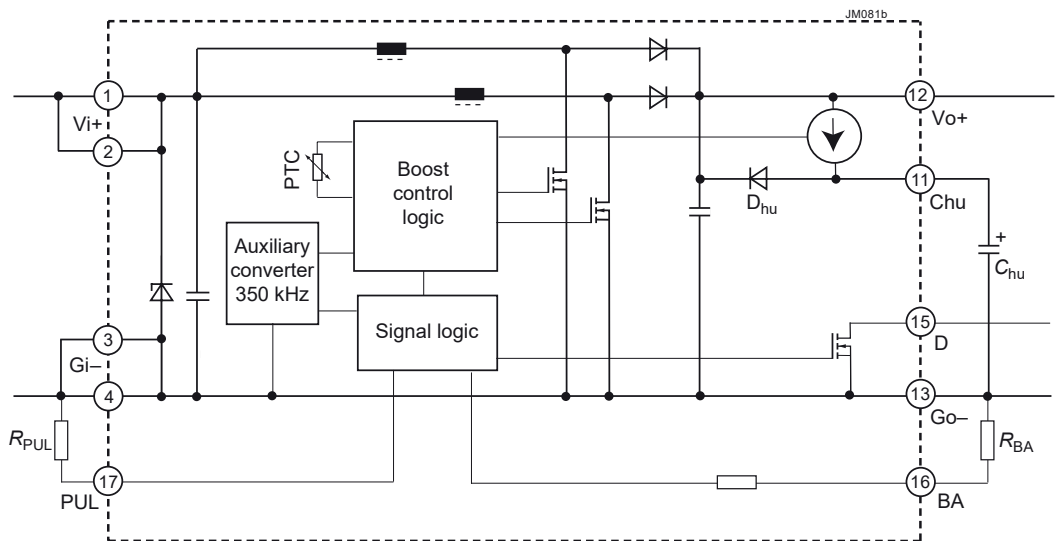 JM081b
1
Vi+
2
12
Vo+
PTC
Boost
control
logic
11
Chu
Dhu
+
Chu
Auxiliary
converter
350 kHz
Signal logic
3
Gi–
15
D
4
13
Go–
RPUL
RBA
17
PUL
16
BA